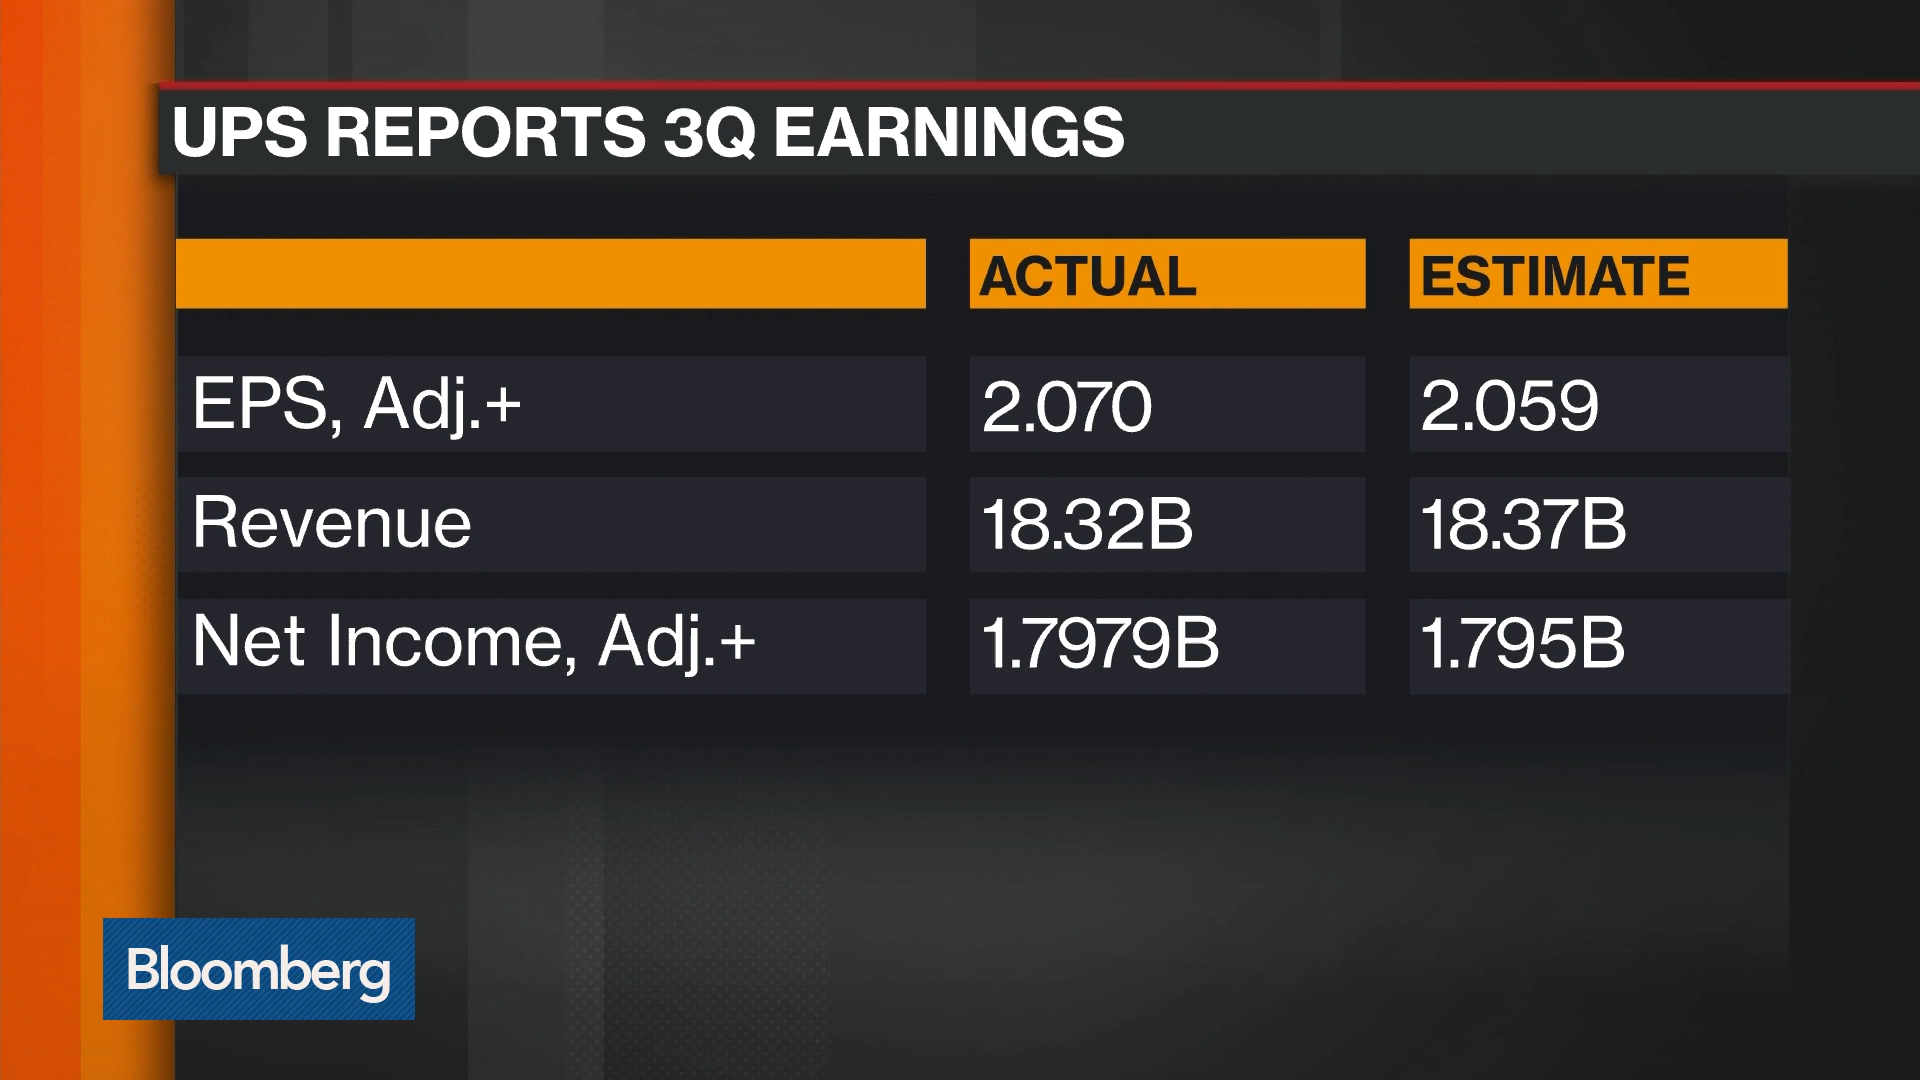 UPS REPORTS 3Q EARNINGS
ACTUAL ESTIMATE
EPS, Adj.+ 2.070 2.059
Revenue 18.32B 18.37B
Net Income, Adj.+ 1.7979B 1.795B
Bloomberg